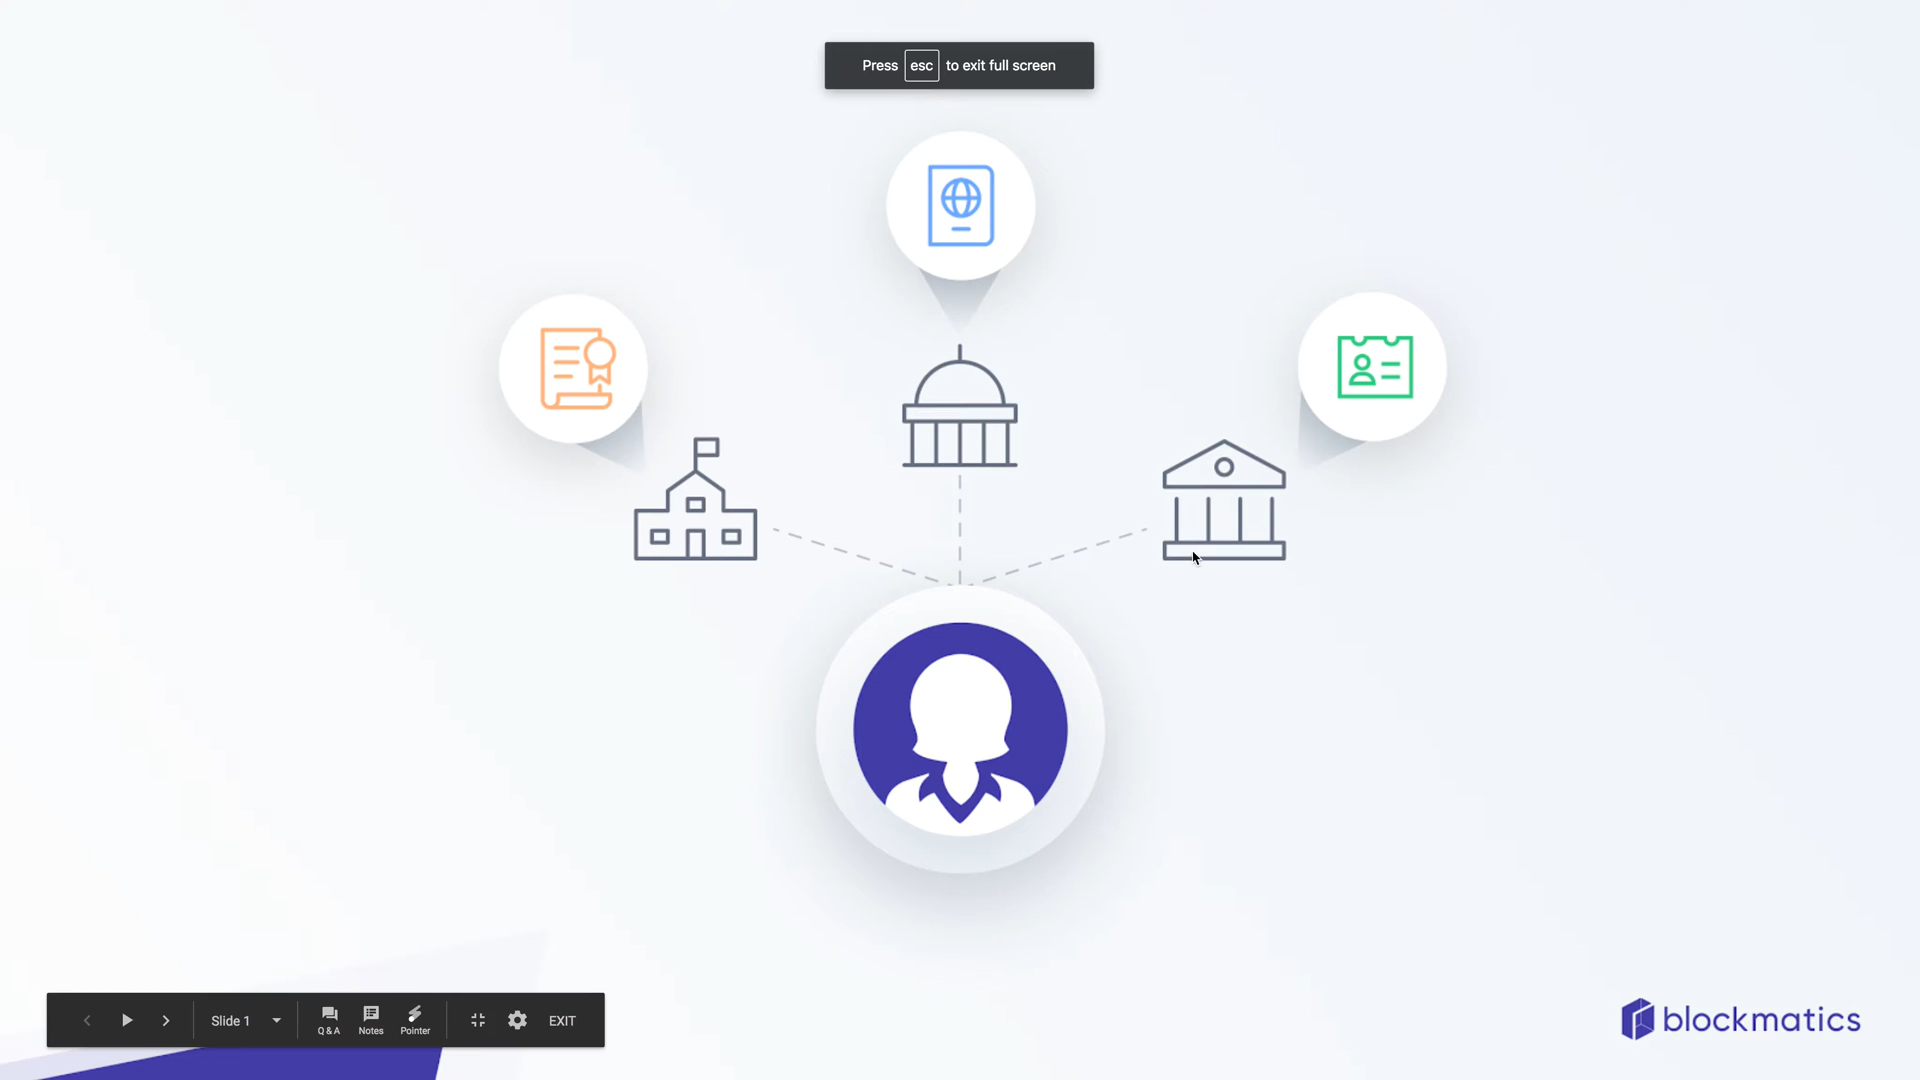 Press esc to exit full screen
Slide 1
Q & A
Notes
Pointer
EXIT
blockmatics